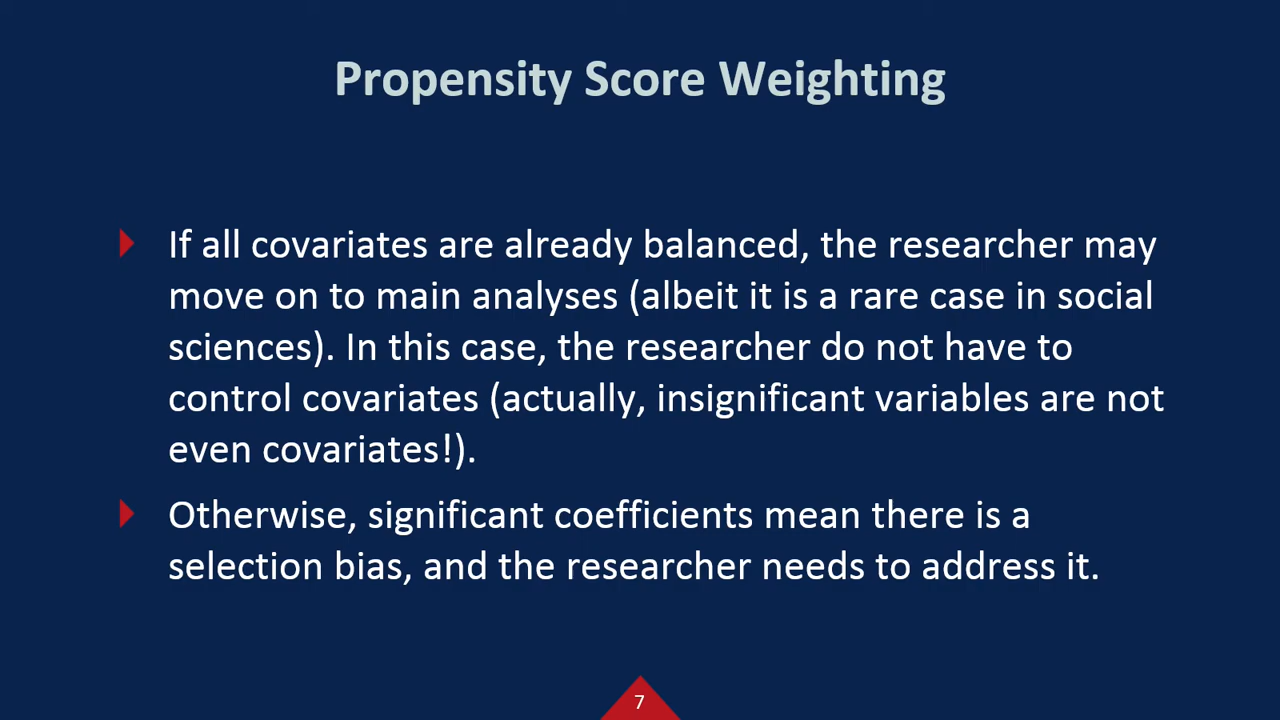 Propensity Score Weighting
If all covariates are already balanced, the researcher may
move on to main analyses (albeit it is a rare case in social
sciences). In this case, the researcher do not have to
control covariates (actually, insignificant variables are not
even covariates!).
Otherwise, significant coefficients mean there is a
selection bias, and the researcher needs to address it.
7